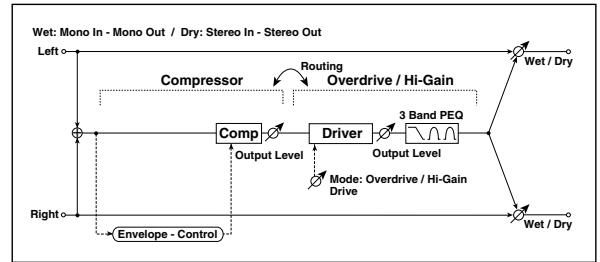 Wet: Mono In - Mono Out / Dry: Stereo In - Stereo Out
Left
Wet / Dry
Routing
Compressor
Overdrive / Hi-Gain
3 Band PEQ
Comp
Driver
Output Level
Output Level
Mode: Overdrive / Hi-Gain
Drive
Right
Wet / Dry
Envelope - Control